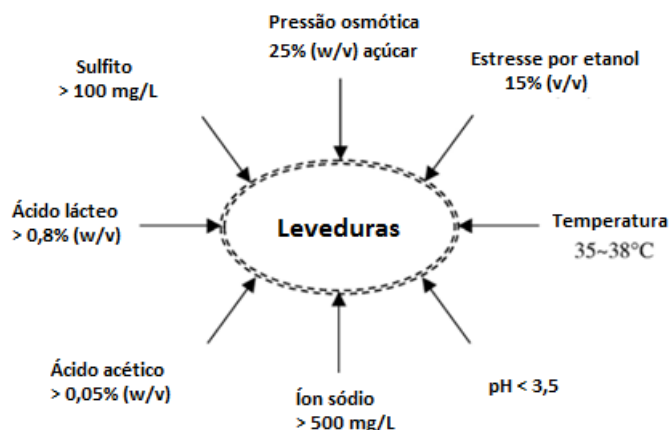 Pressão osmótica
25% (w/v) açúcar
Estresse por etanol
15% (v/v)
Sulfito
> 100 mg/L
Ácido lácteo
> 0,8% (w/v)
Leveduras
Temperatura
35~38°C
Ácido acético
> 0,05% (w/v)
Íon sódio
> 500 mg/L
pH < 3,5